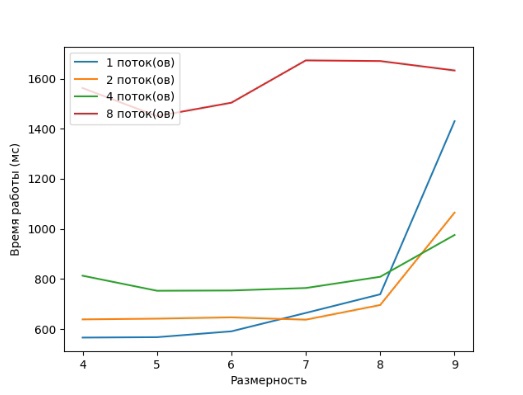 1 поток(ов)
2 поток(ов)
4 поток(ов)
8 поток(ов)
Время работы (мс)
1600
1400
1200
1000
800
600
4 5 6 7 8 9
Размерность